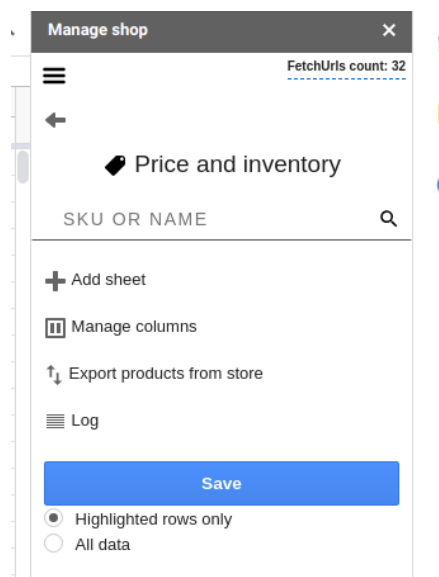 Manage shop
FetchUrls count: 32
Price and inventory
SKU OR NAME
Add sheet
Manage columns
Export products from store
Log
Save
Highlighted rows only
All data